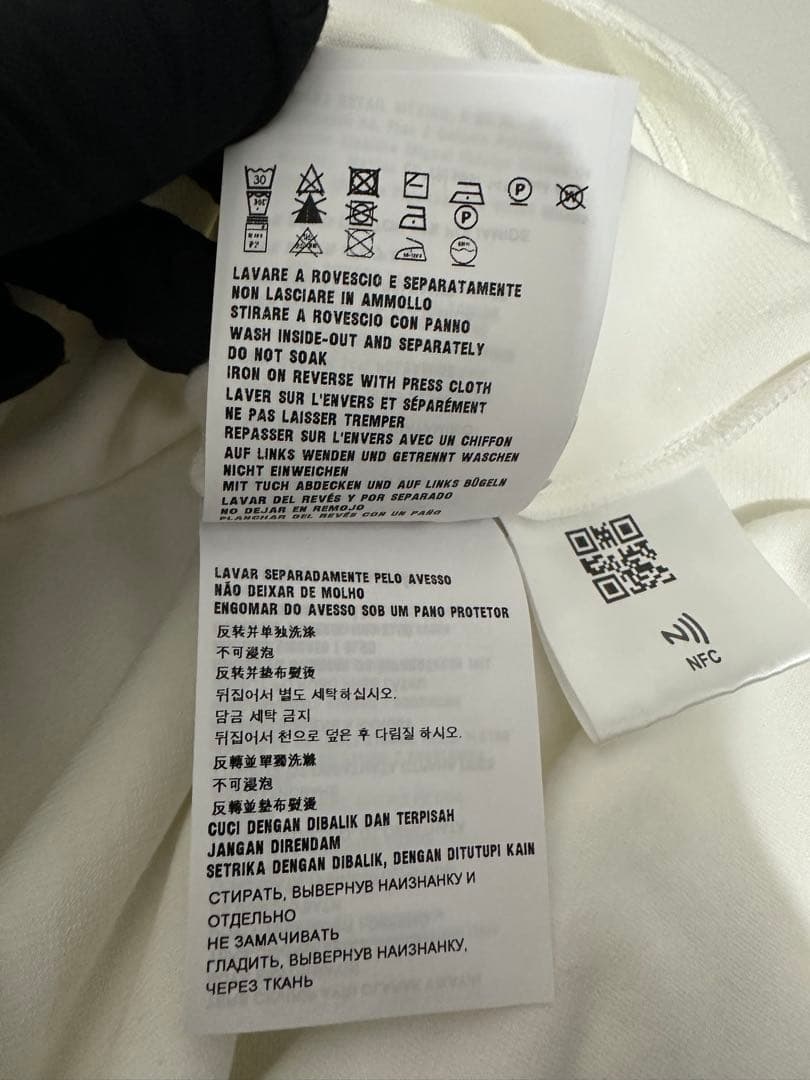 30
P
W
P
LAVARE A ROVESCIO E SEPARATAMENTE
NON LASCIARE IN AMMOLLO
STIRARE A ROVESCIO CON PANNO
WASH INSIDE-OUT AND SEPARATELY
DO NOT SOAK
IRON ON REVERSE WITH PRESS CLOTH
LAVER SUR L'ENVERS ET SÉPARÉMENT
NE PAS LAISSER TREMPER
REPASSER SUR L'ENVERS AVEC UN CHIFFON
AUF LINKS WENDEN UND GETRENNT WASCHEN
NICHT EINWEICHEN
MIT TUCH ABDECKEN UND AUF LINKS BÜGELN
LAVAR DEL REVÉS Y POR SEPARADO
NO DEJAR EN REMOJO
PLANCHAR DEL REVÉS CON UN PAÑO
LAVAR SEPARADAMENTE PELO AVESSO
NÃO DEIXAR DE MOLHO
ENGOMAR DO AVESSO SOB UM PANO PROTETOR
反转并单独洗涤
不可浸泡
反转并垫布熨烫
뒤집어서 별도 세탁하십시오.
담금 세탁 금지
뒤집어서 천으로 덮은 후 다림질 하시오.
反轉並單獨洗滌
不可浸泡
反轉並墊布熨燙
CUCI DENGAN DIBALIK DAN TERPISAH
JANGAN DIRENDAM
SETRIKA DENGAN DIBALIK, DENGAN DITUTUPI KAIN
СТИРАТЬ, ВЫВЕРНУВ НАИЗНАНКУ И
ОТДЕЛЬНО
НЕ ЗАМАЧИВАТЬ
ГЛАДИТЬ, ВЫВЕРНУВ НАИЗНАНКУ,
ЧЕРЕЗ ТКАНЬ
NFC